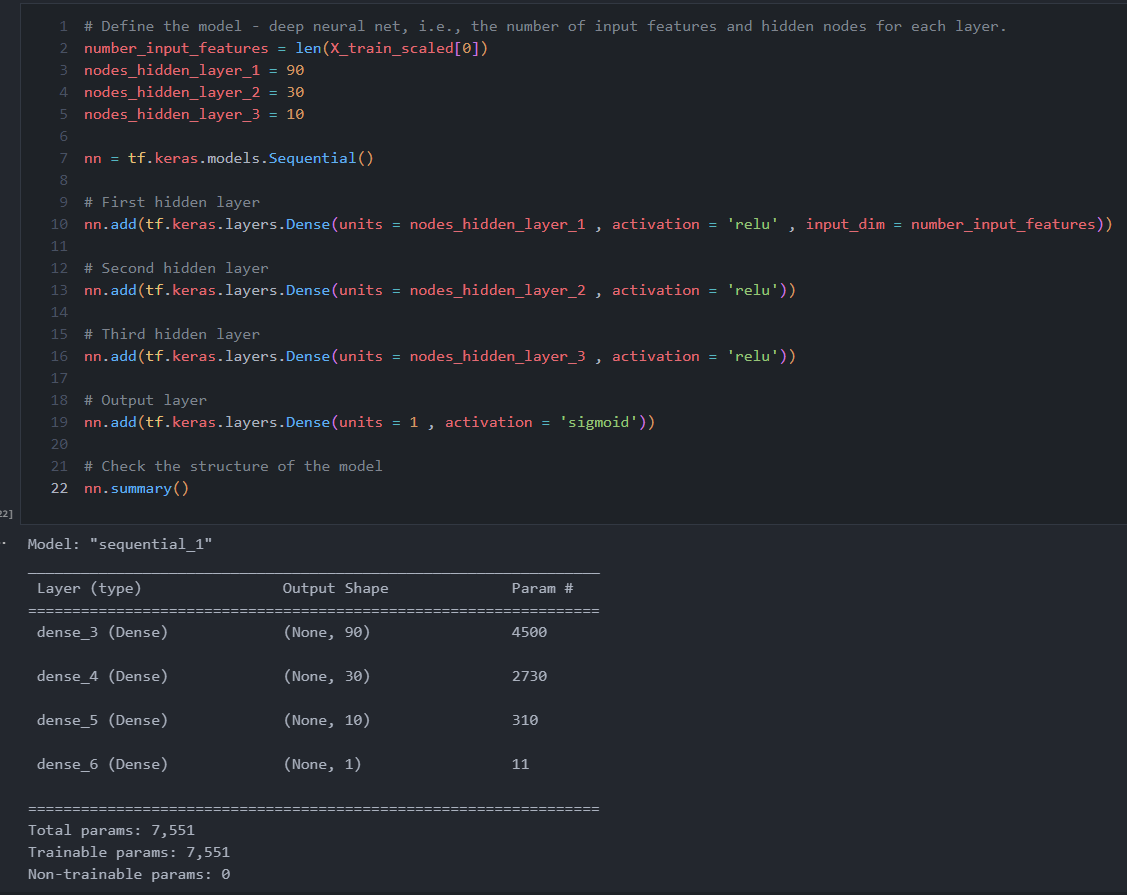 1 # Define the model - deep neural net, i.e., the number of input features and hidden nodes for each layer.
2 number_input_features = len(X_train_scaled[0])
3 nodes_hidden_layer_1 = 90
4 nodes_hidden_layer_2 = 30
5 nodes_hidden_layer_3 = 10
6
7 nn = tf.keras.models.Sequential()
8
9 # First hidden layer
10 nn.add(tf.keras.layers.Dense(units = nodes_hidden_layer_1 , activation = 'relu' , input_dim = number_input_features))
11
12 # Second hidden layer
13 nn.add(tf.keras.layers.Dense(units = nodes_hidden_layer_2 , activation = 'relu'))
14
15 # Third hidden layer
16 nn.add(tf.keras.layers.Dense(units = nodes_hidden_layer_3 , activation = 'relu'))
17
18 # Output layer
19 nn.add(tf.keras.layers.Dense(units = 1 , activation = 'sigmoid'))
20
21 # Check the structure of the model
22 nn.summary()
22]
Model: "sequential_1"
_________________________________________________________________
Layer (type) Output Shape Param #
=================================================================
dense_3 (Dense) (None, 90) 4500
dense_4 (Dense) (None, 30) 2730
dense_5 (Dense) (None, 10) 310
dense_6 (Dense) (None, 1) 11
=================================================================
Total params: 7,551
Trainable params: 7,551
Non-trainable params: 0